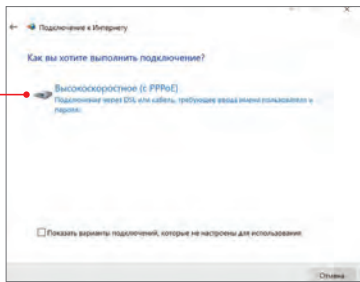 Подключение к Интернету
Как вы хотите выполнить подключение?
Высокоскоростное (с PPPoE)
Подключение через DSL или кабель, требующее ввода имени пользователя и
пароля.
Показать варианты подключений, которые не настроены для использования
Отмена